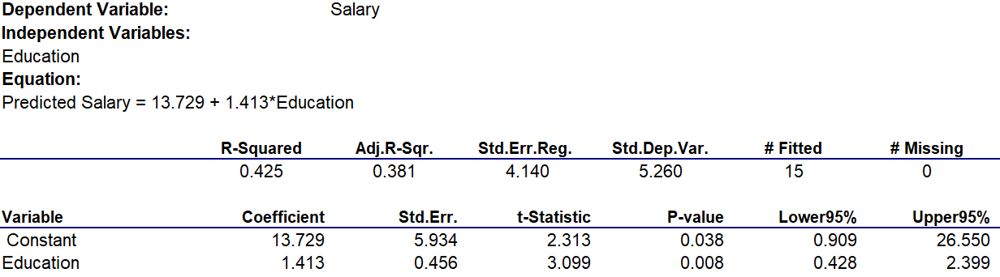 Dependent Variable: Salary
Independent Variables:
Education
Equation:
Predicted Salary = 13.729 + 1.413*Education
R-Squared Adj.R-Sqr. Std.Err.Reg. Std.Dep.Var. # Fitted # Missing
0.425 0.381 4.140 5.260 15 0
Variable Coefficient Std.Err. t-Statistic P-value Lower95% Upper95%
Constant 13.729 5.934 2.313 0.038 0.909 26.550
Education 1.413 0.456 3.099 0.008 0.428 2.399